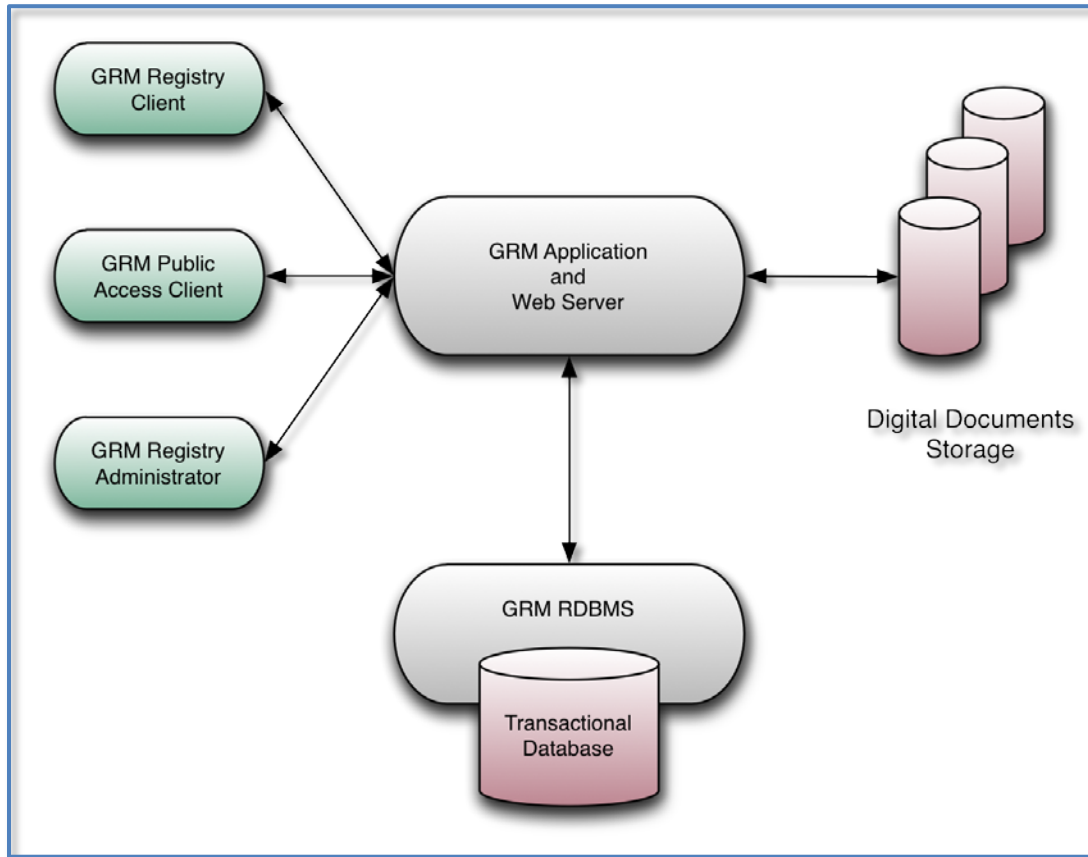 GRM Registry
Client
GRM Public
Access Client
GRM Registry
Administrator
GRM Application
and
Web Server
Digital Documents
Storage
GRM RDBMS
Transactional
Database